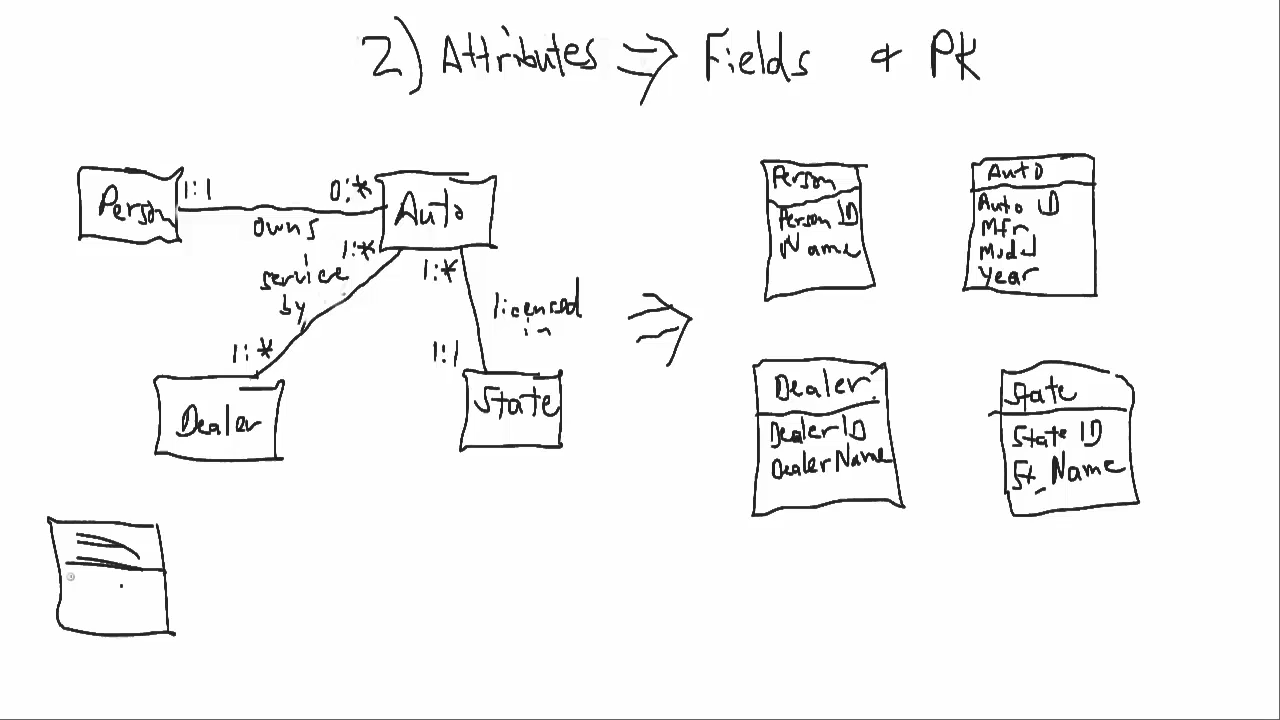 2) Attributes ⇒ Fields & PK
Person
1:1
0:*
owns
Auto
1:*
service
by
1:*
1:*
licensed
in
1:1
Dealer
State
⇒
Person
Person ID
Name
Auto
Auto ID
Mfr
Model
Year
Dealer
Dealer ID
Dealer Name
State
State ID
St_Name